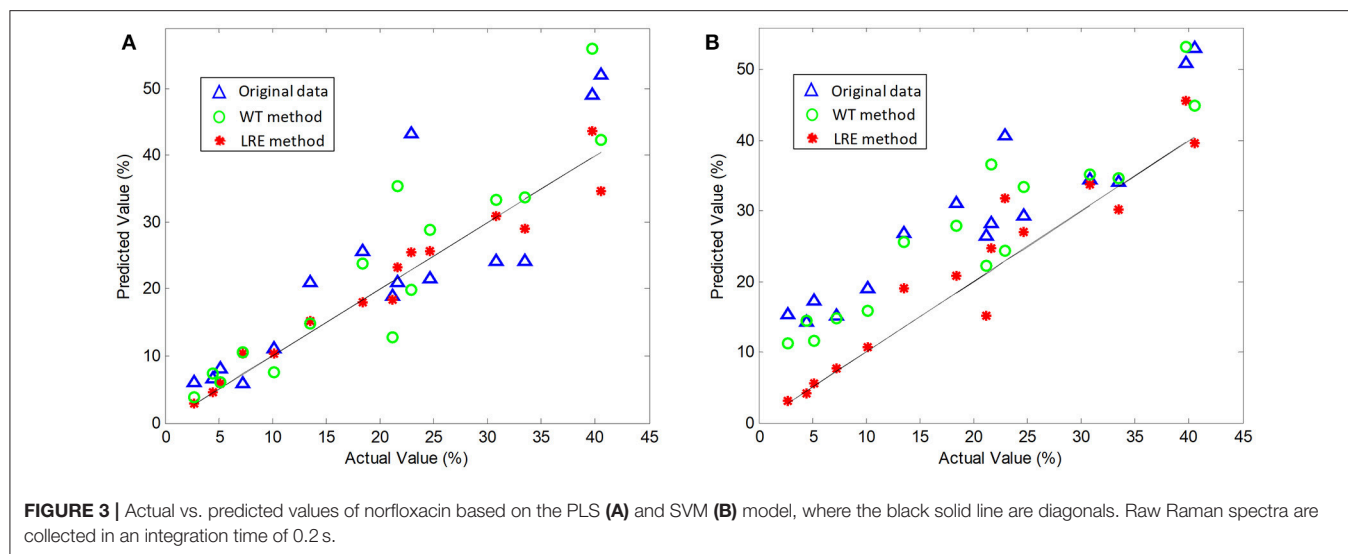 A
Predicted Value (%)
50
40
30
20
10
0
Original data
WT method
LRE method
0 5 10 15 20 25 30 35 40 45
Actual Value (%)
B
Predicted Value (%)
50
40
30
20
10
0
Original data
WT method
LRE method
0 5 10 15 20 25 30 35 40 45
Actual Value (%)
FIGURE 3 | Actual vs. predicted values of norfloxacin based on the PLS (A) and SVM (B) model, where the black solid line are diagonals. Raw Raman spectra are
collected in an integration time of 0.2 s.